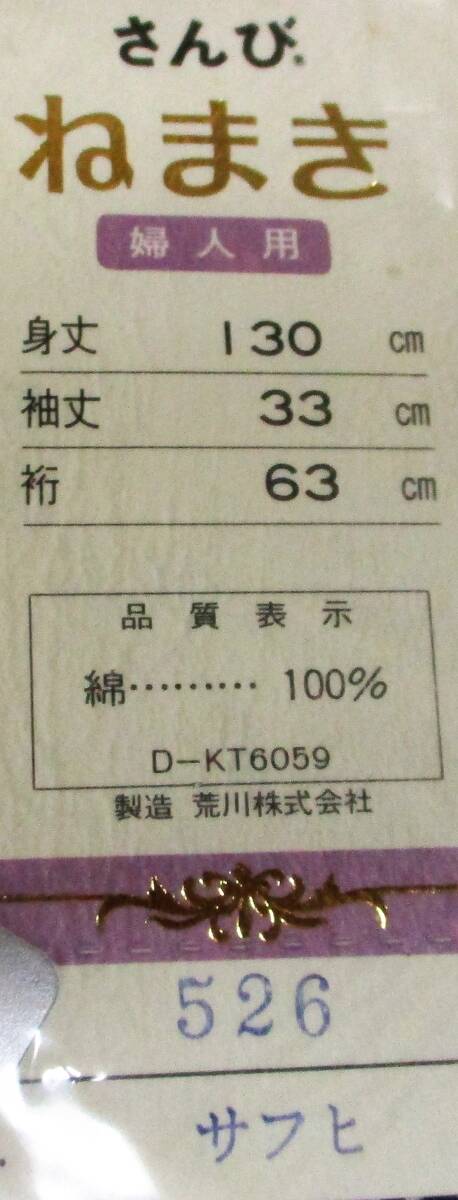 さんび®
ねまき
婦人用
身丈 130 cm
袖丈 33 cm
裄 63 cm
品質表示
綿……… 100%
D-KT6059
製造 荒川株式会社
526
サフヒ